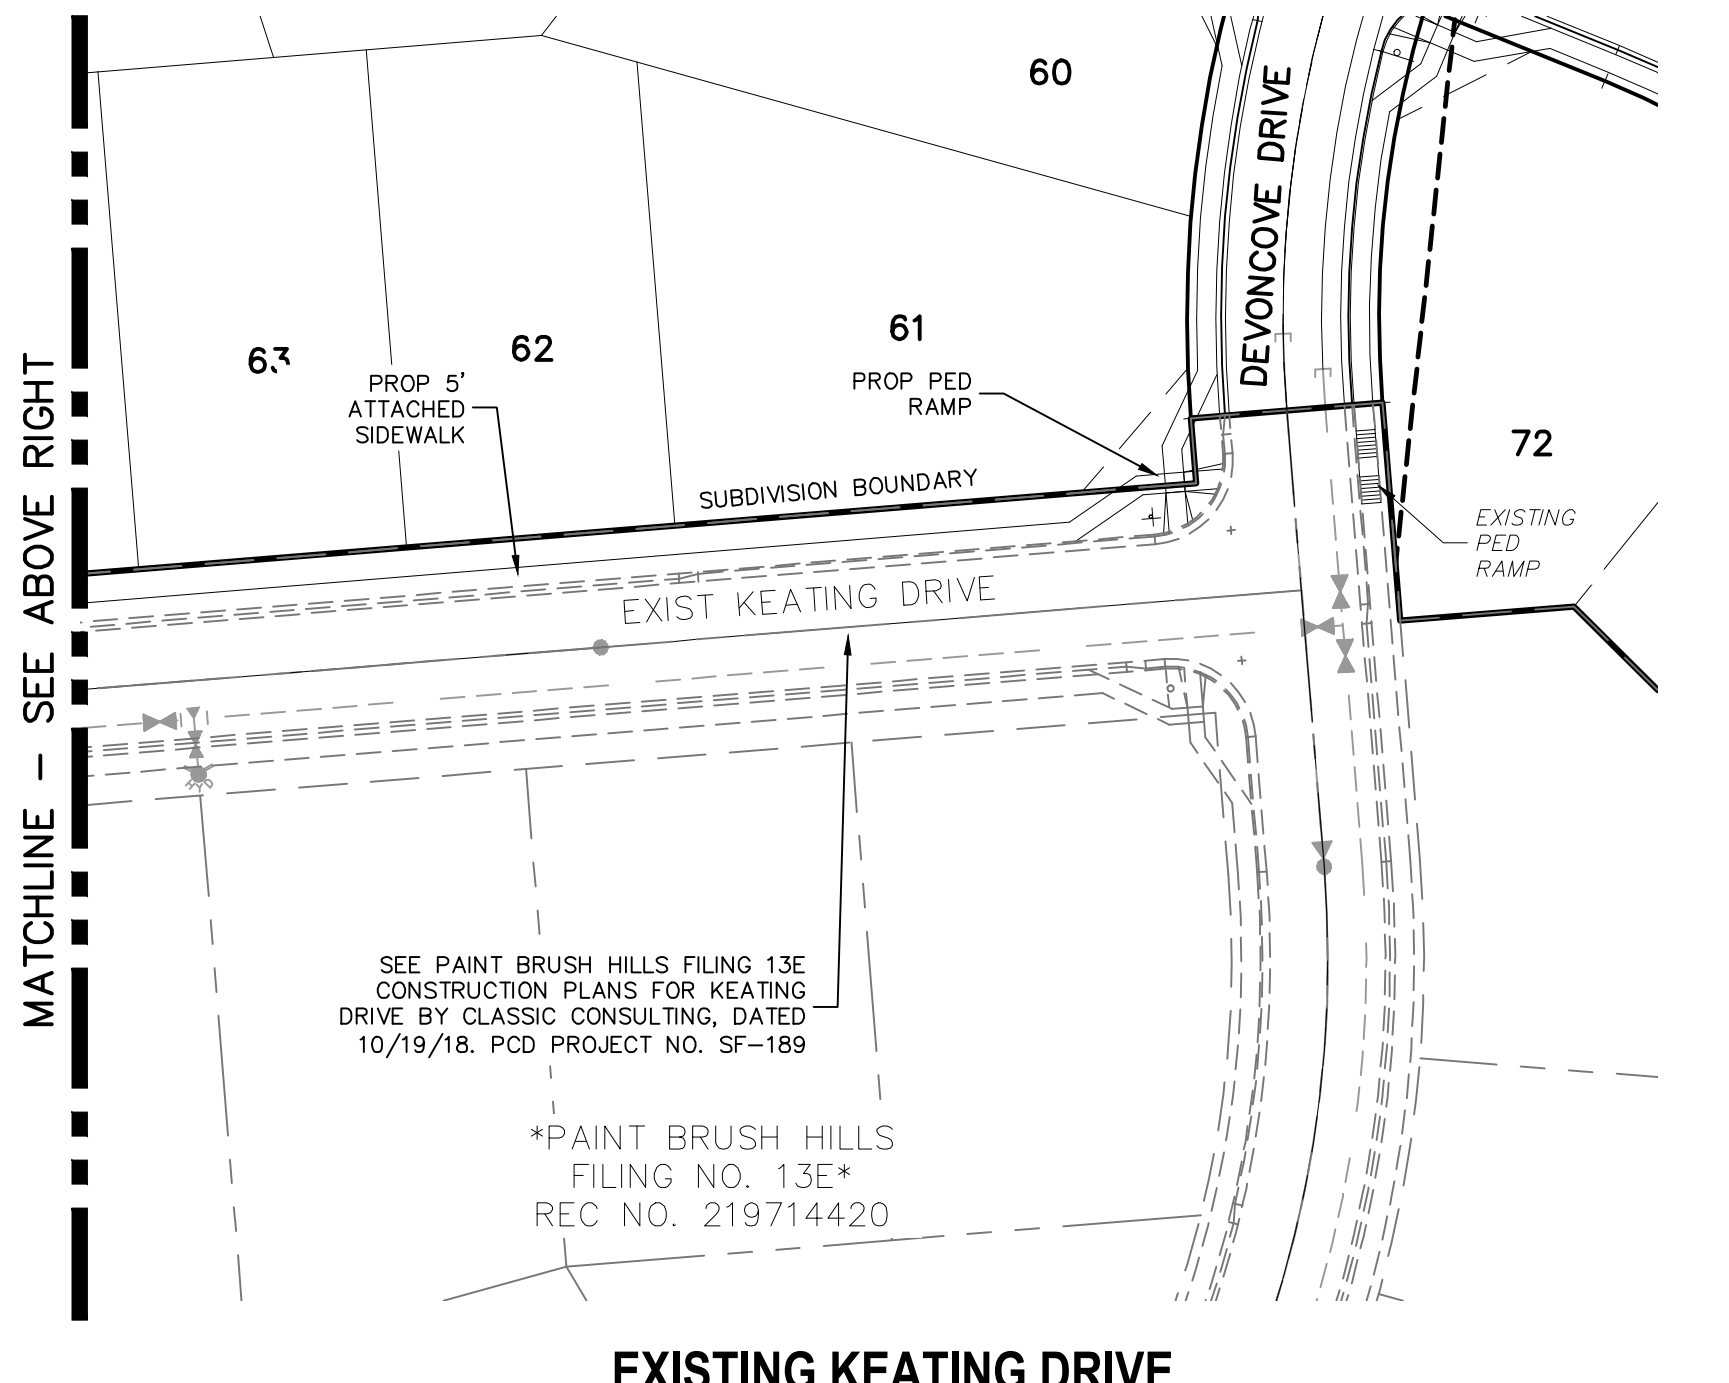 60
DEVONCOVE DRIVE
63
62
61
PROP 5'
ATTACHED
SIDEWALK
PROP PED
RAMP
72
SUBDIVISION BOUNDARY
EXISTING
PED
RAMP
EXIST KEATING DRIVE
MATCHLINE – SEE ABOVE RIGHT
HYD
SEE PAINT BRUSH HILLS FILING 13E
CONSTRUCTION PLANS FOR KEATING
DRIVE BY CLASSIC CONSULTING, DATED
10/19/18. PCD PROJECT NO. SF–189
*PAINT BRUSH HILLS
FILING NO. 13E*
REC NO. 219714420
EXISTING KEATING DRIVE